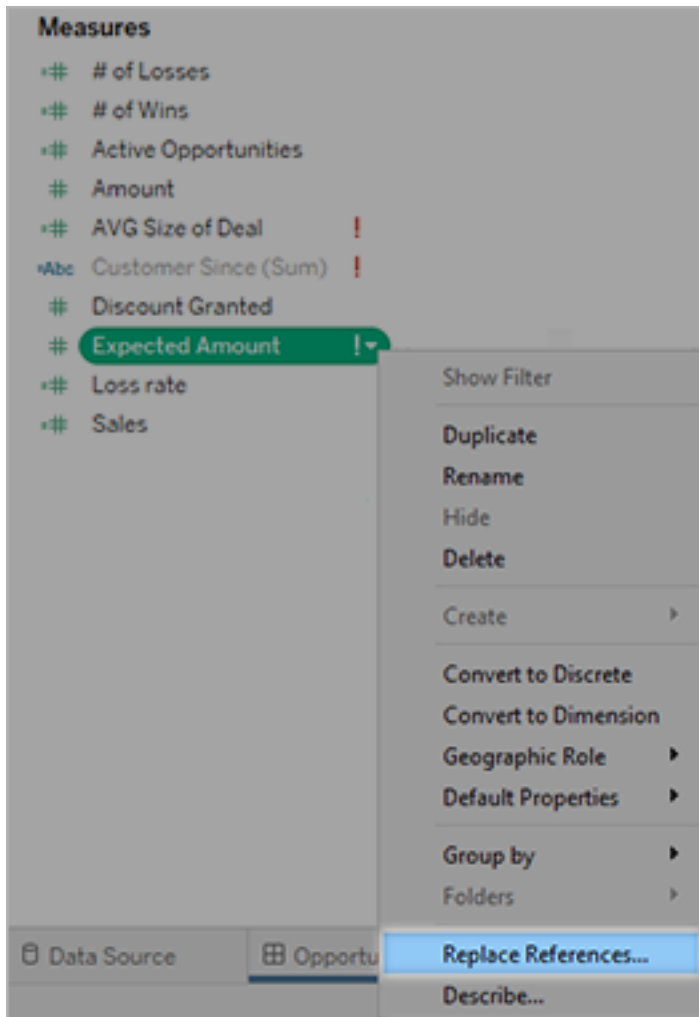 Measures
# of Losses
# of Wins
Active Opportunities
Amount
AVG Size of Deal !
Abc Customer Since (Sum) !
Discount Granted
Expected Amount !
Loss rate
Sales
Show Filter
Duplicate
Rename
Hide
Delete
Create
Convert to Discrete
Convert to Dimension
Geographic Role
Default Properties
Group by
Folders
Replace References...
Describe...
Data Source
Opportu